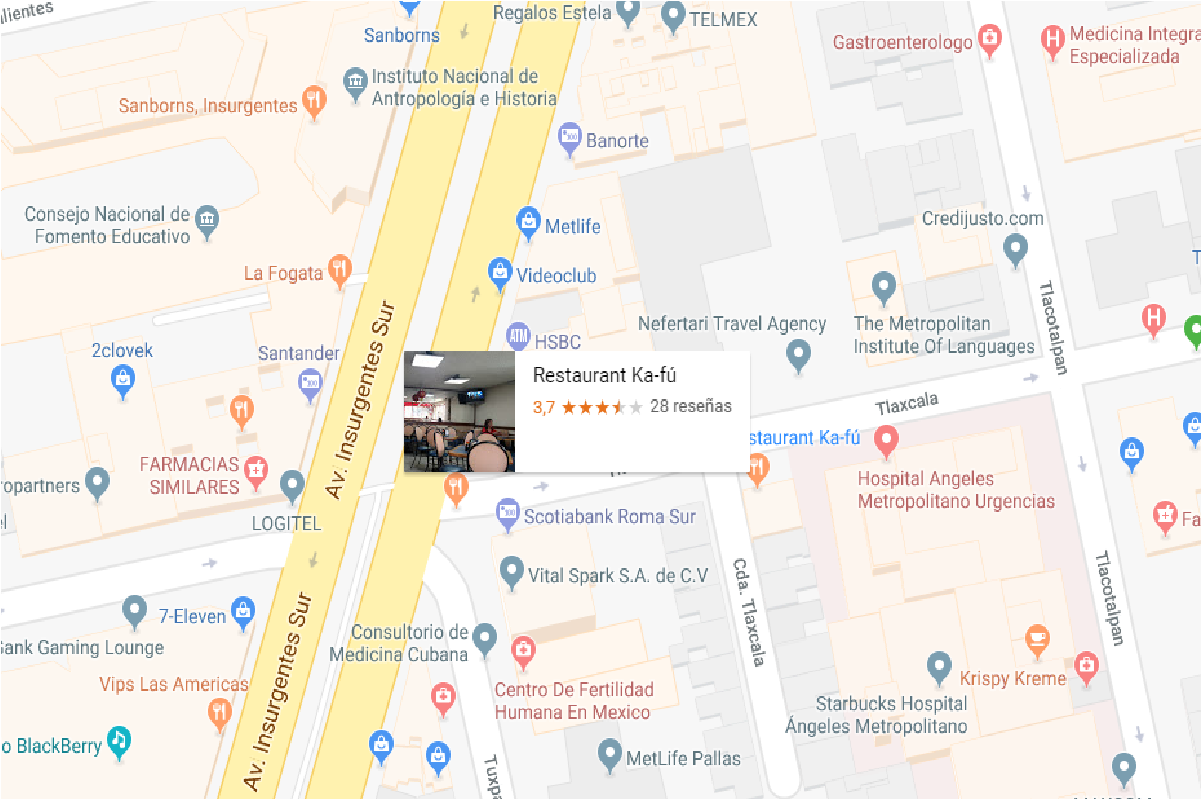 Regalos Estela
TELMEX
Sanborns
Gastroenterologo
Medicina Integra
Especializada
Instituto Nacional de
Antropología e Historia
Sanborns, Insurgentes
Banorte
Consejo Nacional de
Fomento Educativo
Metlife
Credijusto.com
La Fogata
Videoclub
Tlacotalpan
Nefertari Travel Agency
The Metropolitan
Institute Of Languages
ATM
HSBC
2clovek
Santander
Av. Insurgentes Sur
Restaurant Ka-fú
3,7
28 reseñas
Tlaxcala
staurant Ka-fú
FARMACIAS
SIMILARES
ropartners
Hospital Angeles
Metropolitano Urgencias
LOGITEL
Scotiabank Roma Sur
Vital Spark S.A. de C.V
Cda. Tlaxcala
Tlacotalpan
7-Eleven
Gank Gaming Lounge
Consultorio de
Medicina Cubana
Av. Insurgentes Sur
Vips Las Americas
Centro De Fertilidad
Humana En Mexico
Krispy Kreme
Starbucks Hospital
Ángeles Metropolitano
o BlackBerry
MetLife Pallas
Tuxpa